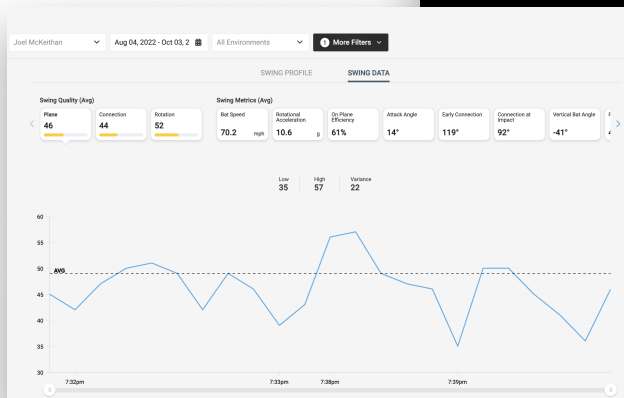 Joel McKeithan
Aug 04, 2022 - Oct 03, 2
All Environments
1 More Filters
SWING PROFILE
SWING DATA
Swing Quality (Avg)
Swing Metrics (Avg)
Plane
46
Connection
44
Rotation
52
Bat Speed
70.2 mph
Rotational
Acceleration
10.6 g
On Plane
Efficiency
61%
Attack Angle
14°
Early Connection
119°
Connection at
Impact
92°
Vertical Bat Angle
-41°
Low
35
High
57
Variance
22
60
55
50
AVG
45
40
35
30
7:32pm
7:33pm
7:38pm
7:39pm